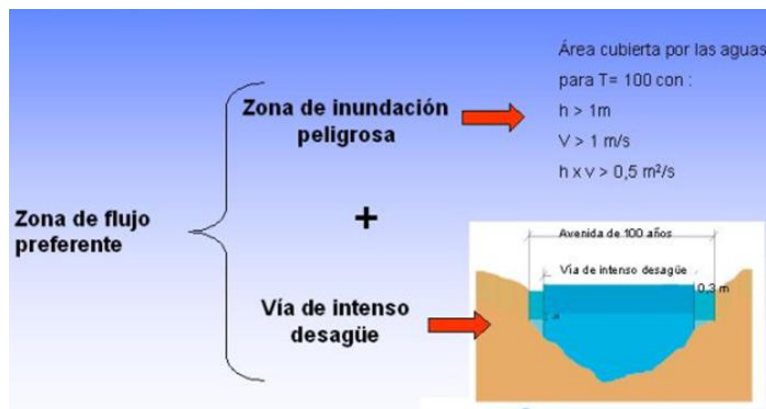 Zona de flujo
preferente
Zona de inundación
peligrosa
+
Vía de intenso
desagüe
Área cubierta por las aguas
para T= 100 con :
h > 1m
V > 1 m/s
h x v > 0,5 m²/s
Avenida de 100 años
Vía de intenso desagüe
0,3 m